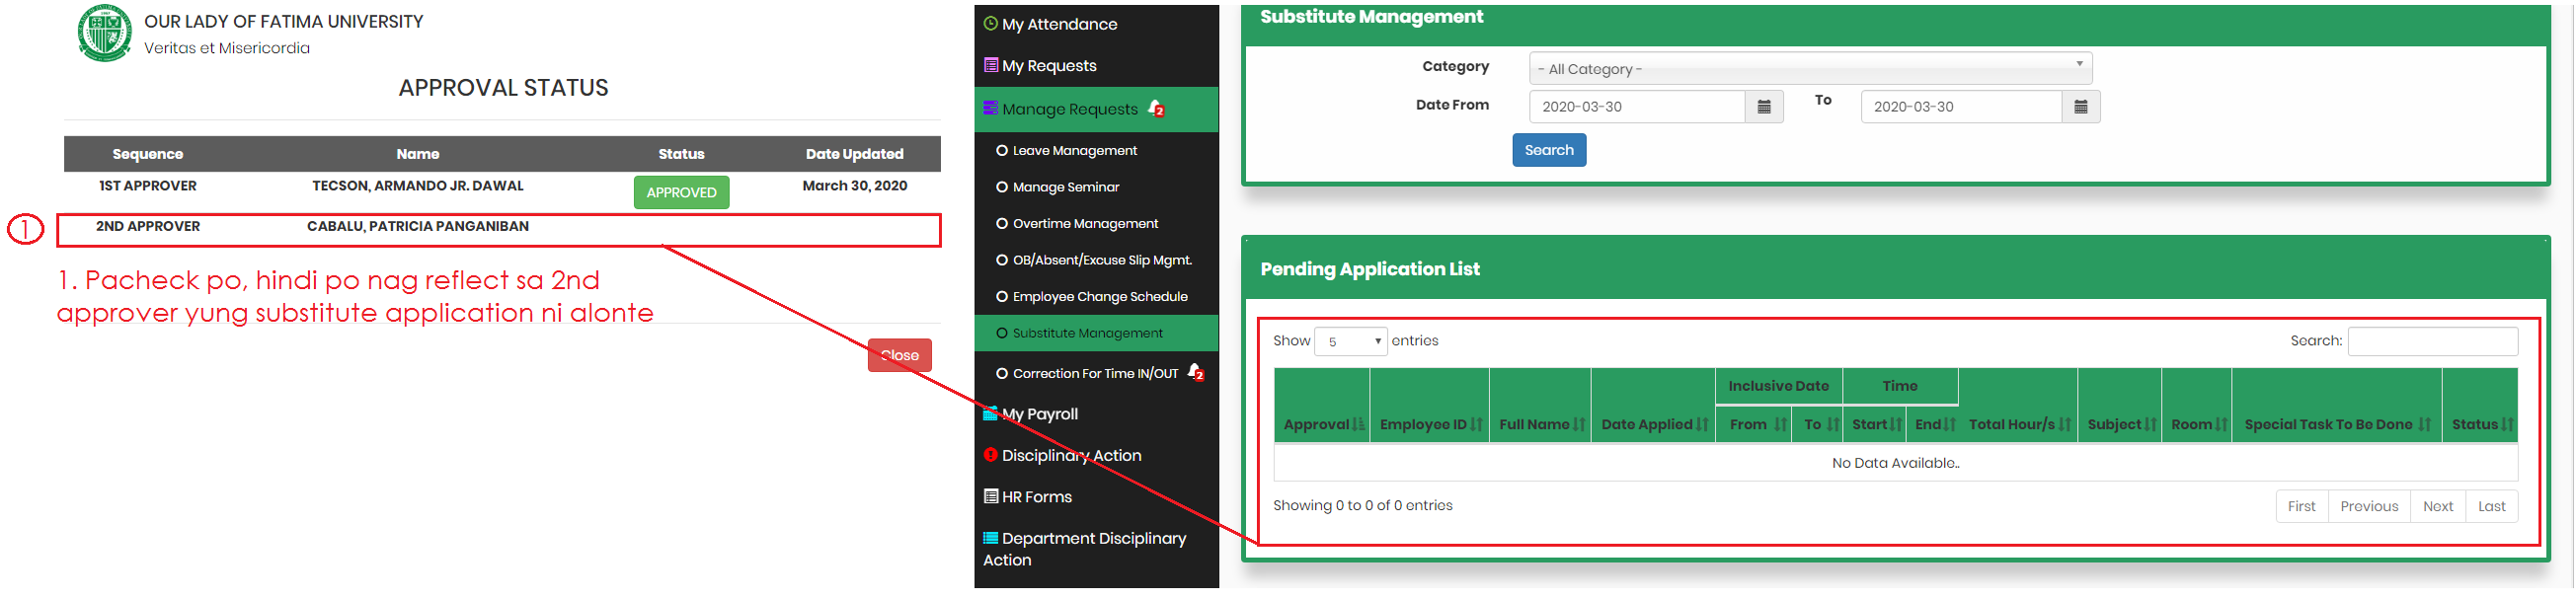 OUR LADY OF FATIMA UNIVERSITY
Veritas et Misericordia
APPROVAL STATUS
Sequence Name Status Date Updated
1ST APPROVER TECSON, ARMANDO JR. DAWAL APPROVED March 30, 2020
1 2ND APPROVER CABALU, PATRICIA PANGANIBAN
1. Pacheck po, hindi po nag reflect sa 2nd
approver yung substitute application ni alonte
Close
My Attendance
My Requests
Manage Requests 2
Leave Management
Manage Seminar
Overtime Management
OB/Absent/Excuse Slip Mgmt.
Employee Change Schedule
Substitute Management
Correction For Time IN/OUT 2
My Payroll
Disciplinary Action
HR Forms
Department Disciplinary
Action
Substitute Management
Category - All Category -
Date From 2020-03-30 To 2020-03-30
Search
Pending Application List
Show 5 entries Search:
Inclusive Date Time
Approval Employee ID Full Name Date Applied From To Start End Total Hour/s Subject Room Special Task To Be Done Status
No Data Available..
Showing 0 to 0 of 0 entries
First Previous Next Last